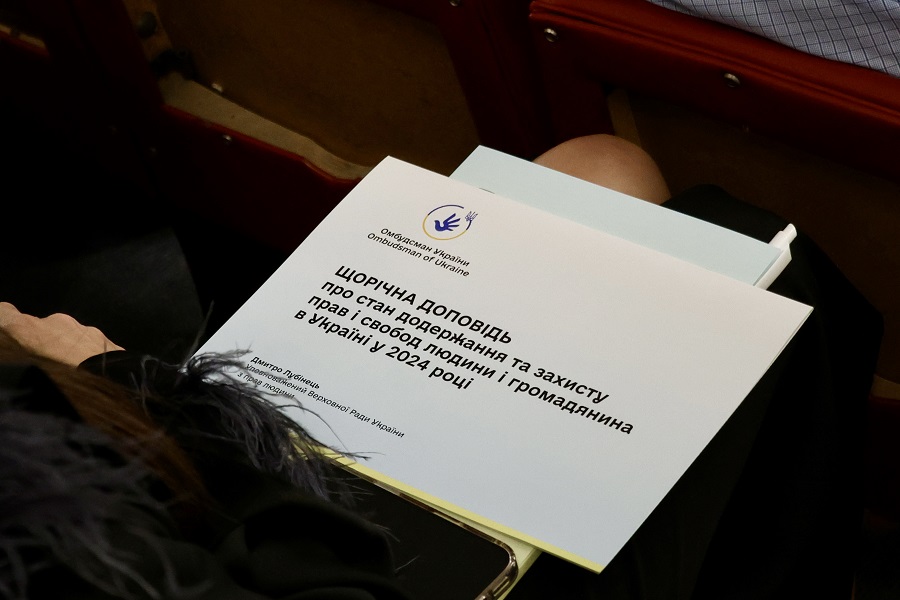 Омбудсман України
Ombudsman of Ukraine
ЩОРІЧНА ДОПОВІДЬ
про стан додержання та захисту
прав і свобод людини і громадянина
в Україні у 2024 році
Дмитро Лубінець
Уповноважений Верховної Ради України
з прав людини